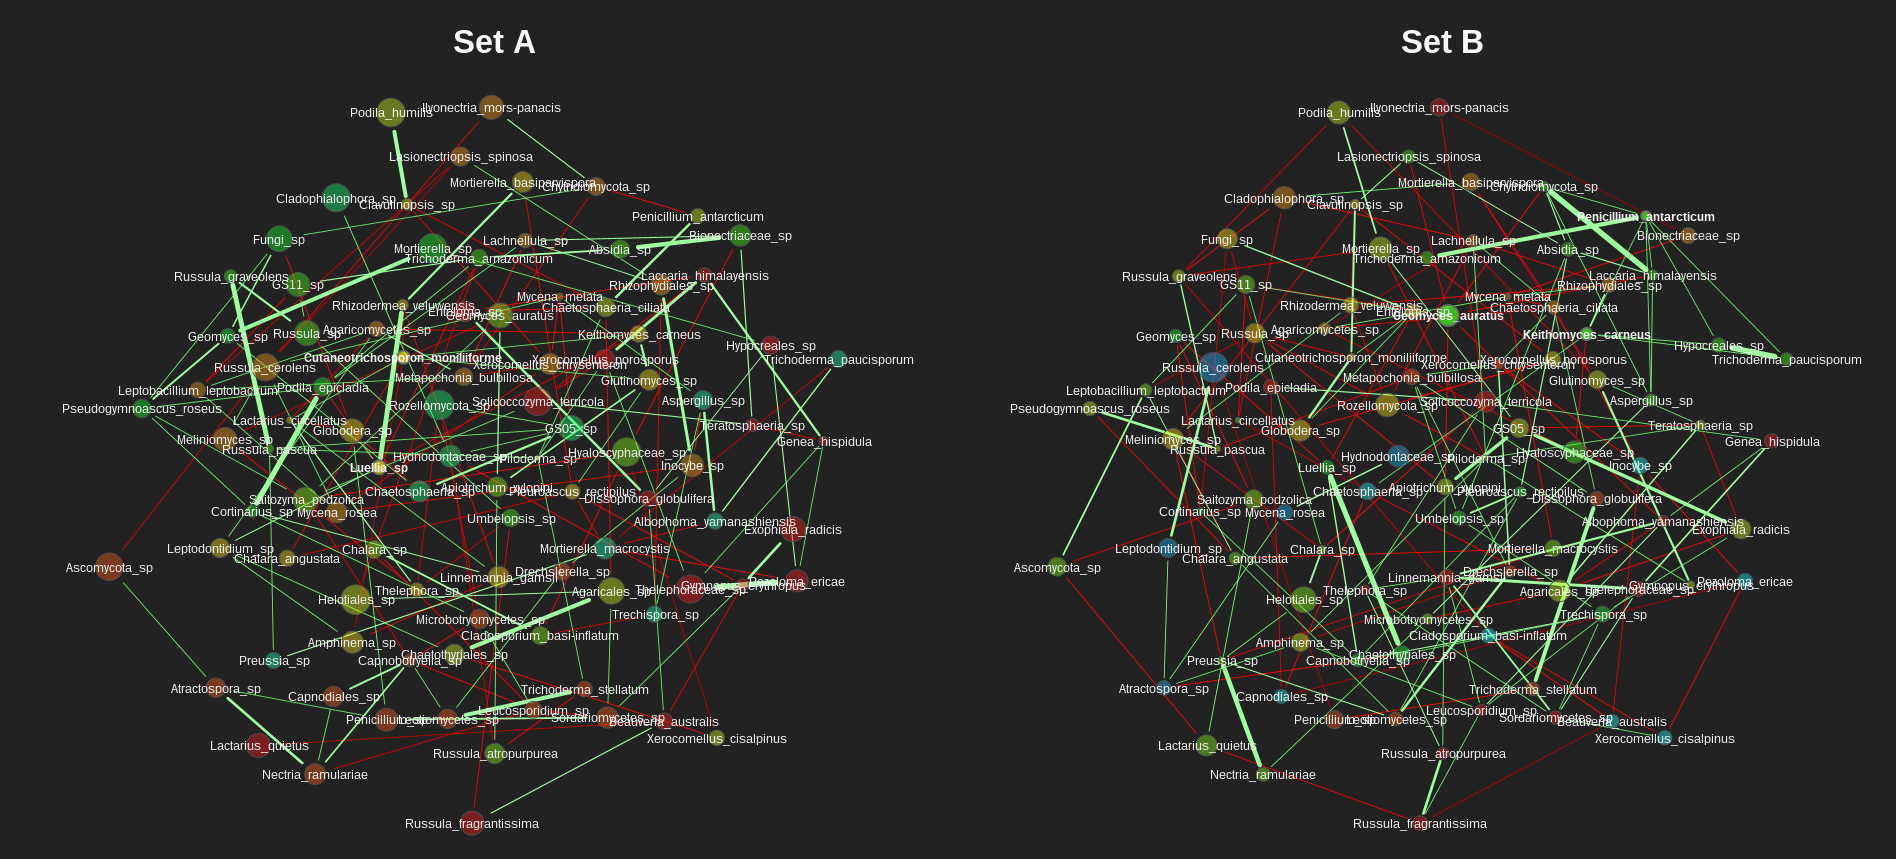 Set A
Podila_humilis
Ilyonectria_mors-panacis
Lasionectriopsis_spinosa
Mortierella_basiparvispora
Chytridiomycota_sp
Cladophialophora_sp
Clavulinopsis_sp
Penicillium_antarcticum
Fungi_sp
Mortierella_sp
Lachnellula_sp
Absidia_sp
Bionectriaceae_sp
Trichoderma_amazonicum
Russula_graveolens
GS11_sp
Laccaria_himalayensis
Rhizophydiales_sp
Mycena_metata
Rhizodermea_veluwensis
Chaetosphaeria_ciliata
Geomyces_auratus
Geomyces_sp
Russula_sp
Agaricomycetes_sp
Keithomyces_carneus
Hypocreales_sp
Cutaneotrichosporon_moniliiforme
Xerocomellus_porosporus
Trichoderma_paucisporum
Russula_cerolens
Xerocomellus_chrysenteron
Metapochonia_bulbillosa
Glutinomyces_sp
Leptobacillium_leptobactrum
Podila_epicladia
Pseudogymnoascus_roseus
Rozellomycota_sp
Solicoccozyma_terricola
Aspergillus_sp
Lactarius_circellatus
Globodera_sp
GS05_sp
Teratosphaeria_sp
Meliniomyces_sp
Russula_pascua
Genea_hispidula
Hydnodontaceae_sp
Piloderma_sp
Hyaloscyphaceae_sp
Luellia_sp
Inocybe_sp
Chaetosphaeria_sp
Apiotrichum_xylopini
Pleuroascus_rectipilus
Saitozyma_podzolica
Dissophora_globulifera
Cortinarius_sp
Mycena_rosea
Umbelopsis_sp
Albophoma_yamanashiensis
Exophiala_radicis
Leptodontidium_sp
Chalara_angustata
Chalara_sp
Mortierella_macrocystis
Ascomycota_sp
Linnemannia_gamsii
Drechslerella_sp
Pezoloma_ericae
Helotiales_sp
Thelephora_sp
Agaricales_sp
Thelephoraceae_sp
Gymnopus_erythropus
Microbotryomycetes_sp
Trechispora_sp
Cladosporium_basi-inflatum
Amphinema_sp
Preussia_sp
Capnobotryella_sp
Chaetothyriales_sp
Atractospora_sp
Capnodiales_sp
Trichoderma_stellatum
Penicillium_sp
Leotiomycetes_sp
Leucosporidium_sp
Sordariomycetes_sp
Beauveria_australis
Xerocomellus_cisalpinus
Lactarius_quietus
Russula_atropurpurea
Nectria_ramulariae
Russula_fragrantissima
Set B
Podila_humilis
Ilyonectria_mors-panacis
Lasionectriopsis_spinosa
Mortierella_basiparvispora
Chytridiomycota_sp
Cladophialophora_sp
Clavulinopsis_sp
Penicillium_antarcticum
Fungi_sp
Mortierella_sp
Lachnellula_sp
Absidia_sp
Bionectriaceae_sp
Trichoderma_amazonicum
Russula_graveolens
GS11_sp
Laccaria_himalayensis
Rhizophydiales_sp
Mycena_metata
Rhizodermea_veluwensis
Chaetosphaeria_ciliata
Geomyces_auratus
Geomyces_sp
Russula_sp
Agaricomycetes_sp
Keithomyces_carneus
Hypocreales_sp
Cutaneotrichosporon_moniliiforme
Xerocomellus_porosporus
Trichoderma_paucisporum
Russula_cerolens
Xerocomellus_chrysenteron
Metapochonia_bulbillosa
Glutinomyces_sp
Leptobacillium_leptobactrum
Podila_epicladia
Pseudogymnoascus_roseus
Rozellomycota_sp
Solicoccozyma_terricola
Aspergillus_sp
Lactarius_circellatus
Globodera_sp
GS05_sp
Teratosphaeria_sp
Meliniomyces_sp
Russula_pascua
Genea_hispidula
Hydnodontaceae_sp
Piloderma_sp
Hyaloscyphaceae_sp
Luellia_sp
Inocybe_sp
Chaetosphaeria_sp
Apiotrichum_xylopini
Pleuroascus_rectipilus
Saitozyma_podzolica
Dissophora_globulifera
Cortinarius_sp
Mycena_rosea
Umbelopsis_sp
Albophoma_yamanashiensis
Exophiala_radicis
Leptodontidium_sp
Chalara_angustata
Chalara_sp
Mortierella_macrocystis
Ascomycota_sp
Linnemannia_gamsii
Drechslerella_sp
Pezoloma_ericae
Helotiales_sp
Thelephora_sp
Agaricales_sp
Thelephoraceae_sp
Gymnopus_erythropus
Microbotryomycetes_sp
Trechispora_sp
Cladosporium_basi-inflatum
Amphinema_sp
Preussia_sp
Capnobotryella_sp
Chaetothyriales_sp
Atractospora_sp
Capnodiales_sp
Trichoderma_stellatum
Penicillium_sp
Leotiomycetes_sp
Leucosporidium_sp
Sordariomycetes_sp
Beauveria_australis
Xerocomellus_cisalpinus
Lactarius_quietus
Russula_atropurpurea
Nectria_ramulariae
Russula_fragrantissima